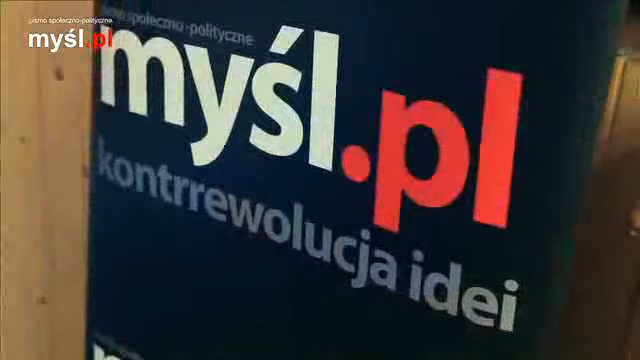 pismo społeczno-polityczne
myśl.pl
pismo społeczno-polityczne
myśl.pl
kontrrewolucja idei